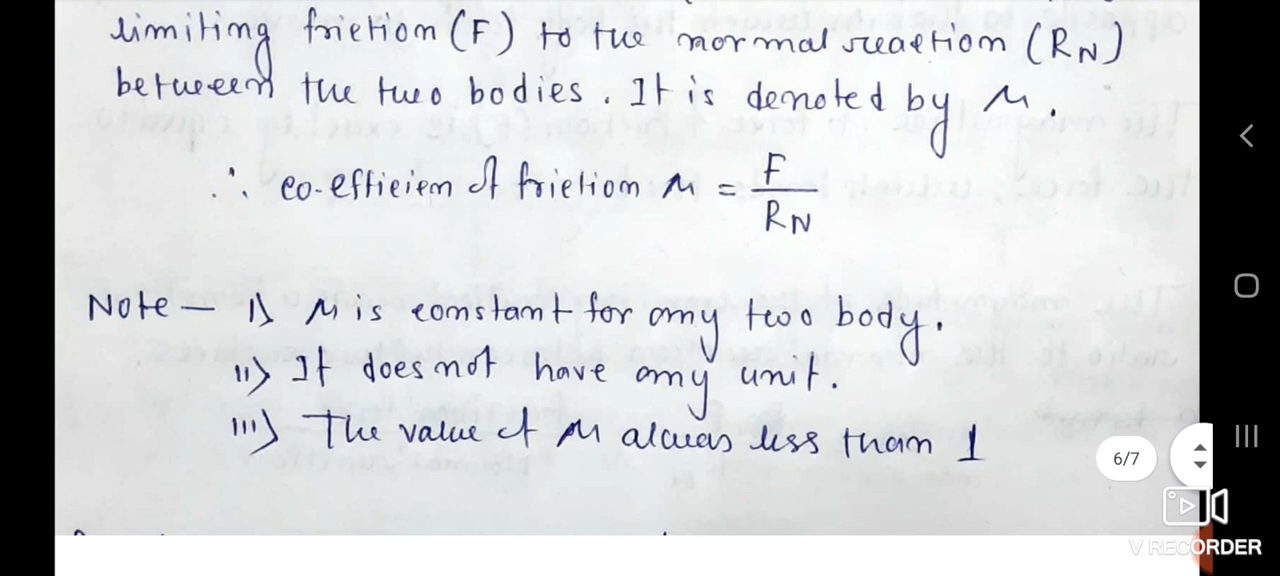 limiting friction (F) to the normal reaction (RN)
between the two bodies. It is denoted by μ.
∴ co-efficien of friction μ = F/RN
Note — i> μ is constant for any two body.
ii> It does not have any unit.
iii> The value of μ alwas less than 1
6/7
V RECORDER